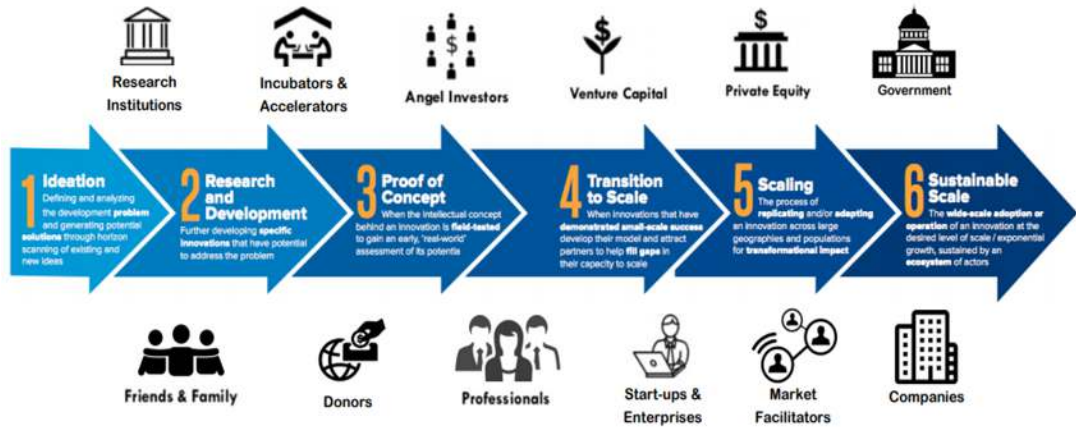 Research
Institutions
Incubators &
Accelerators
Angel Investors
Venture Capital
Private Equity
Government
1
Ideation
Defining and analyzing
the development problem
and generating potential
solutions through horizon
scanning of existing and
new ideas
2
Research
and
Development
Further developing specific
innovations that have potential
to address the problem
3
Proof of
Concept
When the intellectual concept
behind an innovation is field-tested
to gain an early, "real-world"
assessment of its potentia
4
Transition
to Scale
When innovations that have
demonstrated small-scale success
develop their model and attract
partners to help fill gaps in
their capacity to scale
5
Scaling
The process of
replicating and/or adapting
an innovation across large
geographies and populations
for transformational impact
6
Sustainable
Scale
The wide-scale adoption or
operation of an innovation at the
desired level of scale / exponential
growth, sustained by an
ecosystem of actors
Friends & Family
Donors
Professionals
Start-ups &
Enterprises
Market
Facilitators
Companies